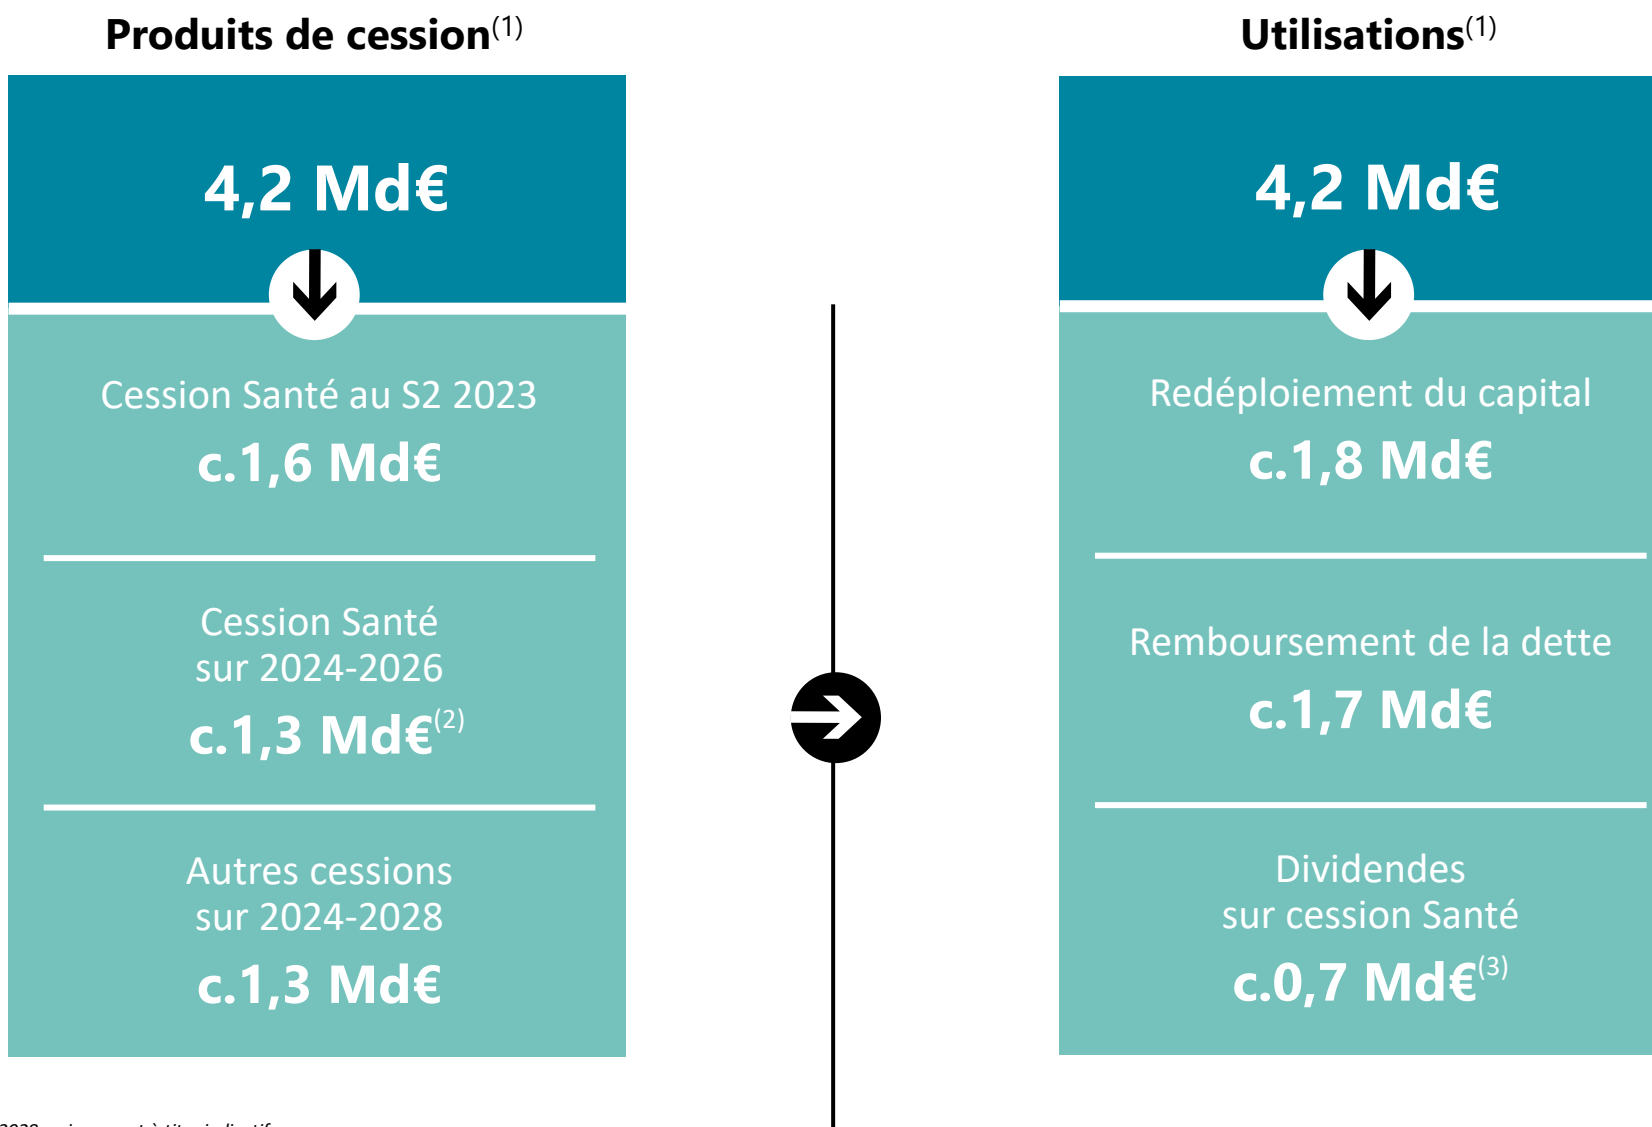 Produits de cession(1)
4,2 Md€
Cession Santé au S2 2023
c.1,6 Md€
Cession Santé
sur 2024-2026
c.1,3 Md€(2)
Autres cessions
sur 2024-2028
c.1,3 Md€
Utilisations(1)
4,2 Md€
Redéploiement du capital
c.1,8 Md€
Remboursement de la dette
c.1,7 Md€
Dividendes
sur cession Santé
c.0,7 Md€(3)